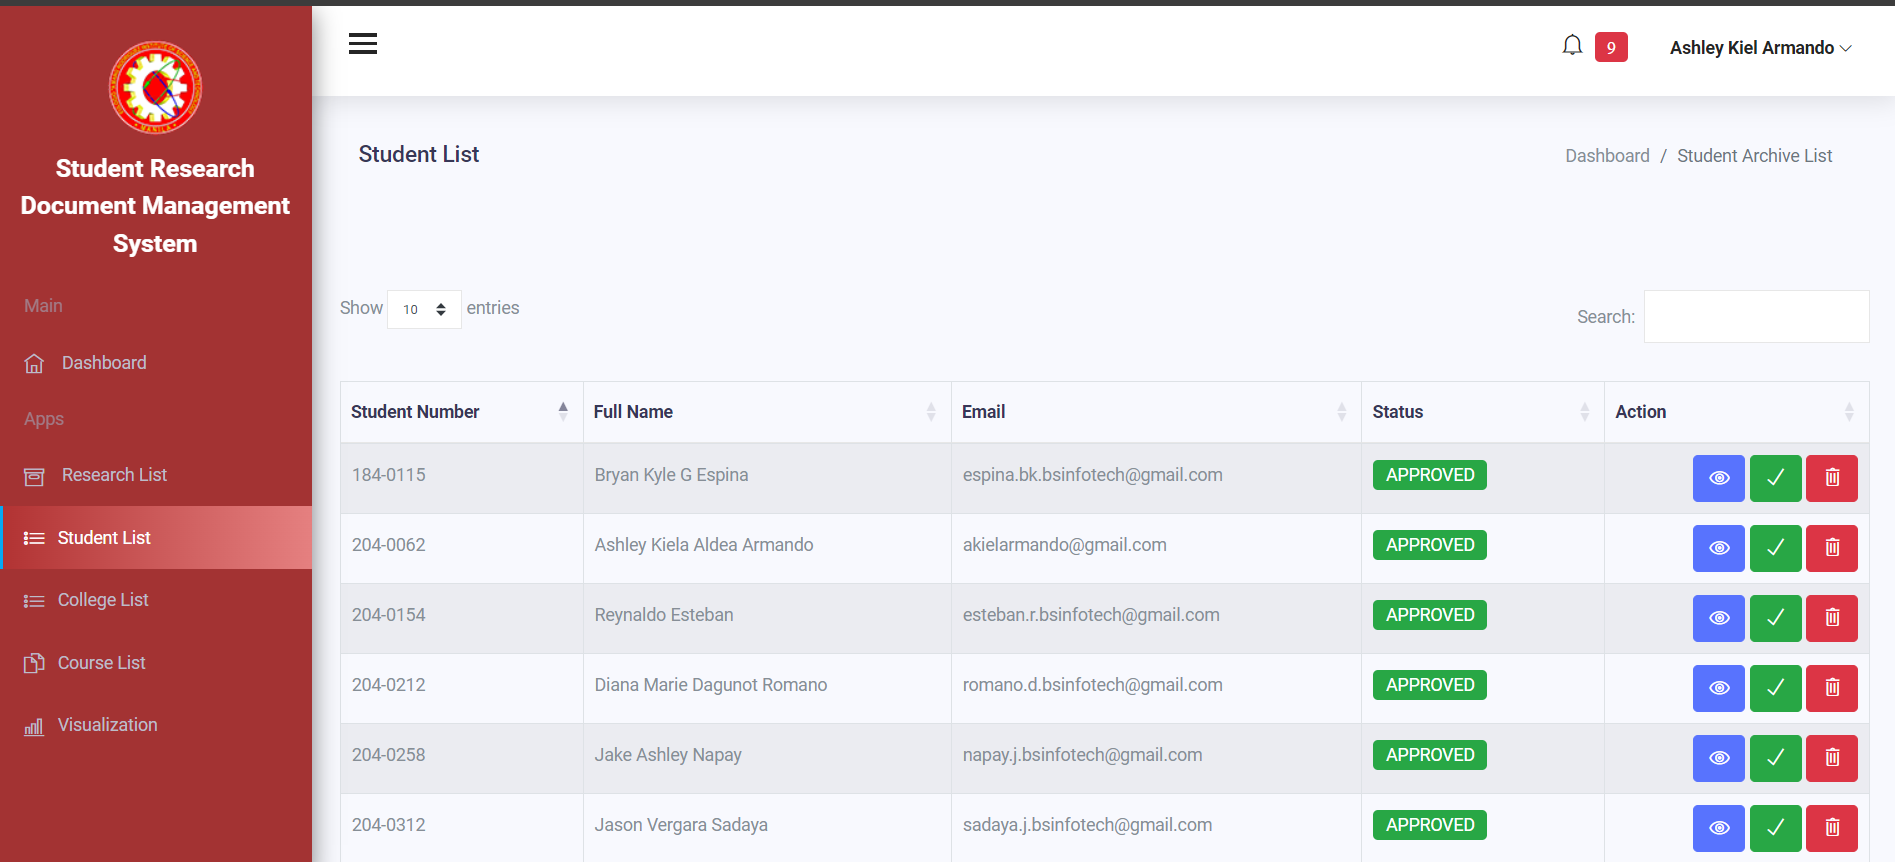 Student Research
Document Management
System
Main
Dashboard
Apps
Research List
Student List
College List
Course List
Visualization
9
Ashley Kiel Armando
Student List
Dashboard / Student Archive List
Show 10 entries
Search:
Student Number Full Name Email Status Action
184-0115 Bryan Kyle G Espina espina.bk.bsinfotech@gmail.com APPROVED
204-0062 Ashley Kiela Aldea Armando akielarmando@gmail.com APPROVED
204-0154 Reynaldo Esteban esteban.r.bsinfotech@gmail.com APPROVED
204-0212 Diana Marie Dagunot Romano romano.d.bsinfotech@gmail.com APPROVED
204-0258 Jake Ashley Napay napay.j.bsinfotech@gmail.com APPROVED
204-0312 Jason Vergara Sadaya sadaya.j.bsinfotech@gmail.com APPROVED